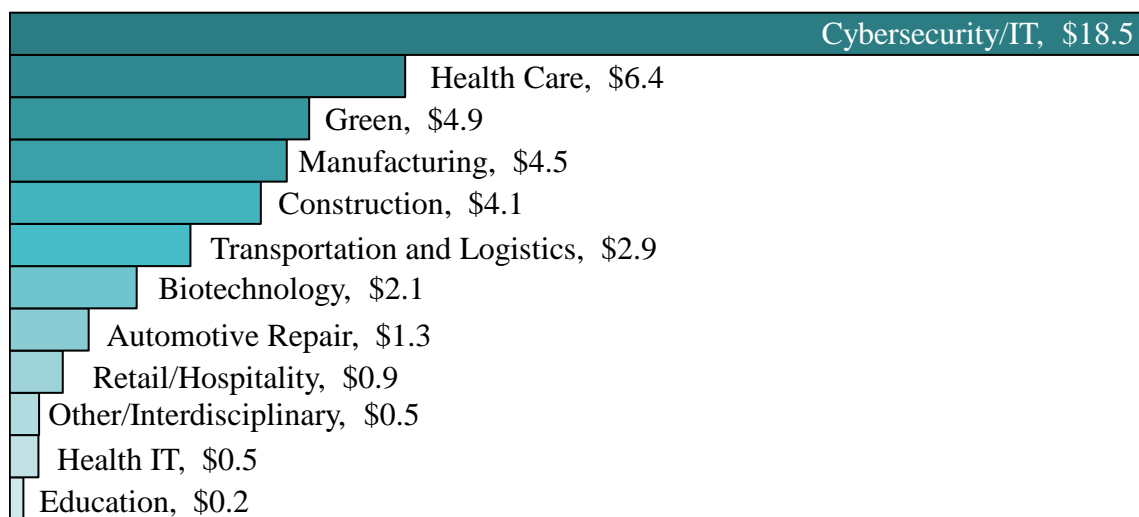 Cybersecurity/IT, $18.5
Health Care, $6.4
Green, $4.9
Manufacturing, $4.5
Construction, $4.1
Transportation and Logistics, $2.9
Biotechnology, $2.1
Automotive Repair, $1.3
Retail/Hospitality, $0.9
Other/Interdisciplinary, $0.5
Health IT, $0.5
Education, $0.2